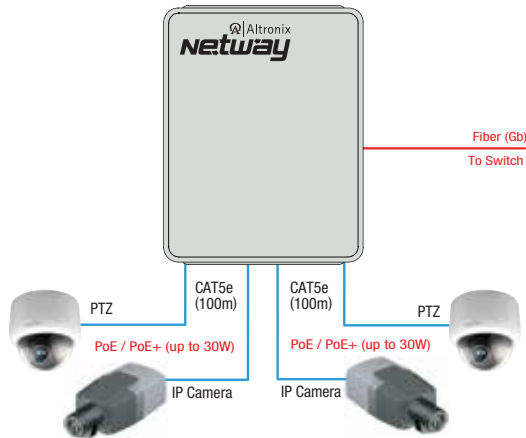 Altronix
Netway
Fiber (Gb)
To Switch
CAT5e
(100m)
CAT5e
(100m)
PTZ
PTZ
PoE / PoE+ (up to 30W)
PoE / PoE+ (up to 30W)
IP Camera
IP Camera